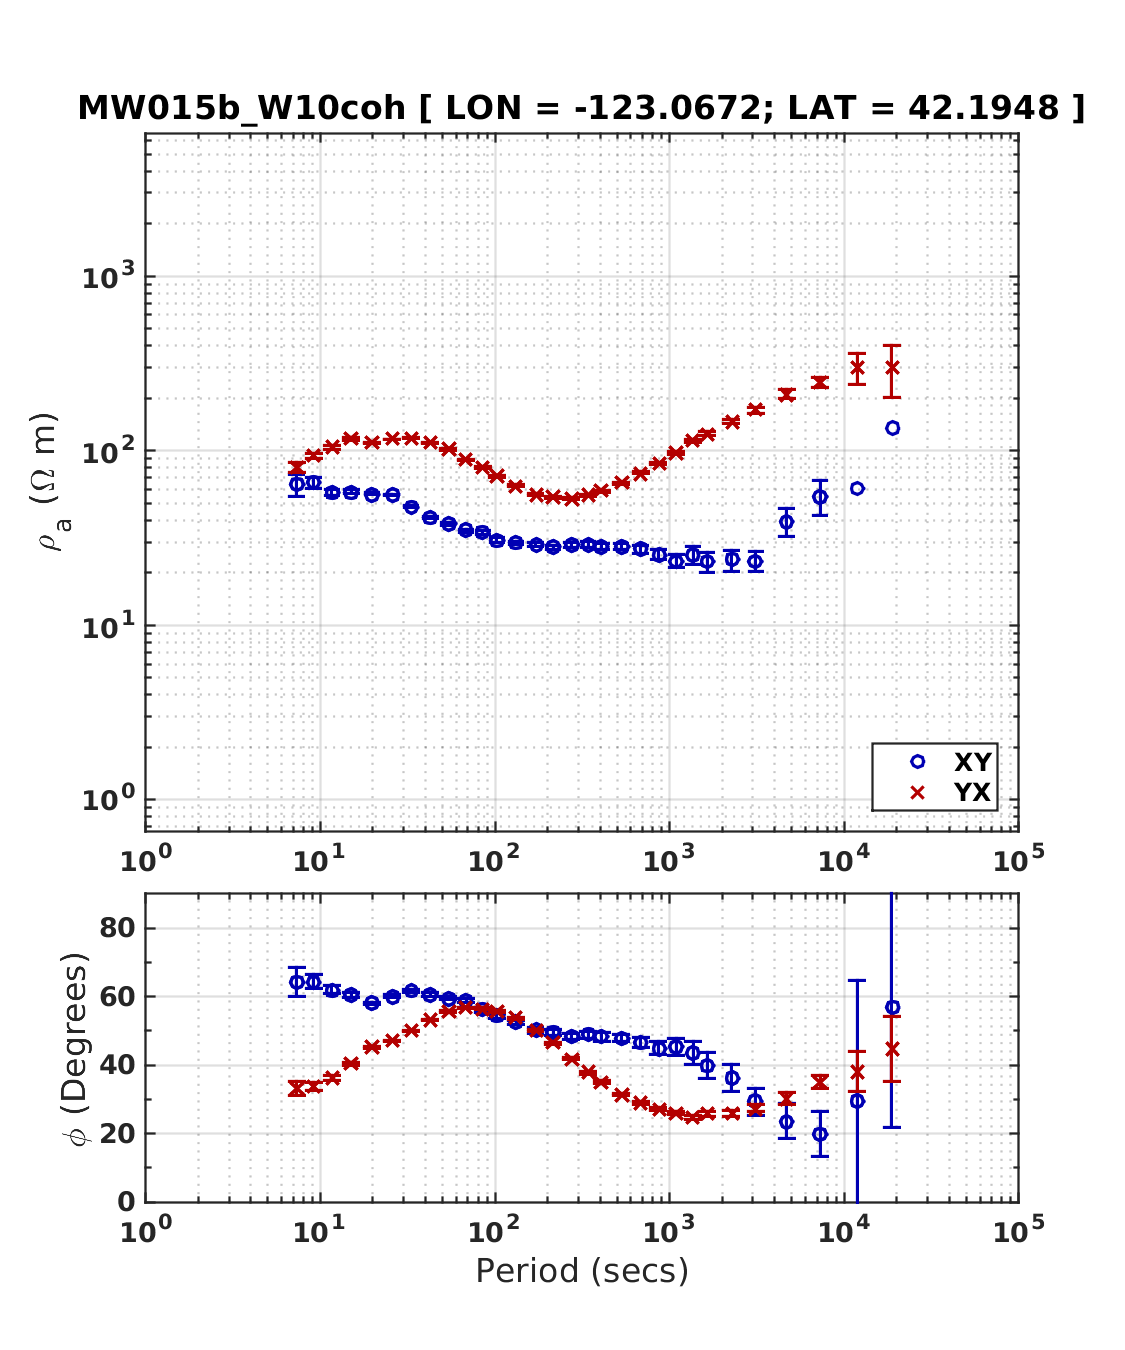 MW015b_W10coh [ LON = -123.0672; LAT = 42.1948 ]
10³
10²
10¹
10⁰
ρ a (Ω m)
XY
YX
10⁰ 10¹ 10² 10³ 10⁴ 10⁵
80
60
40
20
0
ϕ (Degrees)
10⁰ 10¹ 10² 10³ 10⁴ 10⁵
Period (secs)